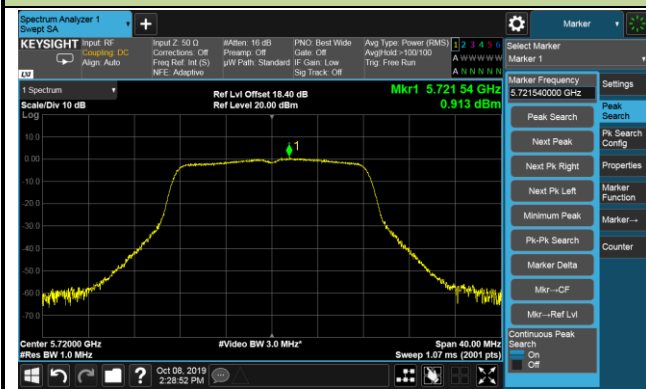 Spectrum Analyzer 1
Swept SA
+
Marker
KEYSIGHT
Input: RF
Coupling: DC
Align: Auto
Input Z: 50 Ω
Corrections: Off
Freq Ref: Int (S)
NFE: Adaptive
#Atten: 16 dB
Preamp: Off
µW Path: Standard
PNO: Best Wide
Gate: Off
IF Gain: Low
Sig Track: Off
Avg Type: Power (RMS)
Avg|Hold:>100/100
Trig: Free Run
1 2 3 4 5 6
A W W W W W
A N N N N N
Select Marker
Marker 1
LXI
1 Spectrum
Scale/Div 10 dB
Log
Ref Lvl Offset 18.40 dB
Ref Level 20.00 dBm
Mkr1 5.721 54 GHz
0.913 dBm
1
10.0
0.00
-10.0
-20.0
-30.0
-40.0
-50.0
-60.0
-70.0
Center 5.72000 GHz
#Res BW 1.0 MHz
#Video BW 3.0 MHz*
Span 40.00 MHz
Sweep 1.07 ms (2001 pts)
Marker Frequency
5.721540000 GHz
Peak Search
Next Peak
Next Pk Right
Next Pk Left
Minimum Peak
Pk-Pk Search
Marker Delta
Mkr→CF
Mkr→Ref Lvl
Continuous Peak
Search
On
Off
Settings
Peak
Search
Pk Search
Config
Properties
Marker
Function
Marker→
Counter
?
Oct 08, 2019
2:28:52 PM